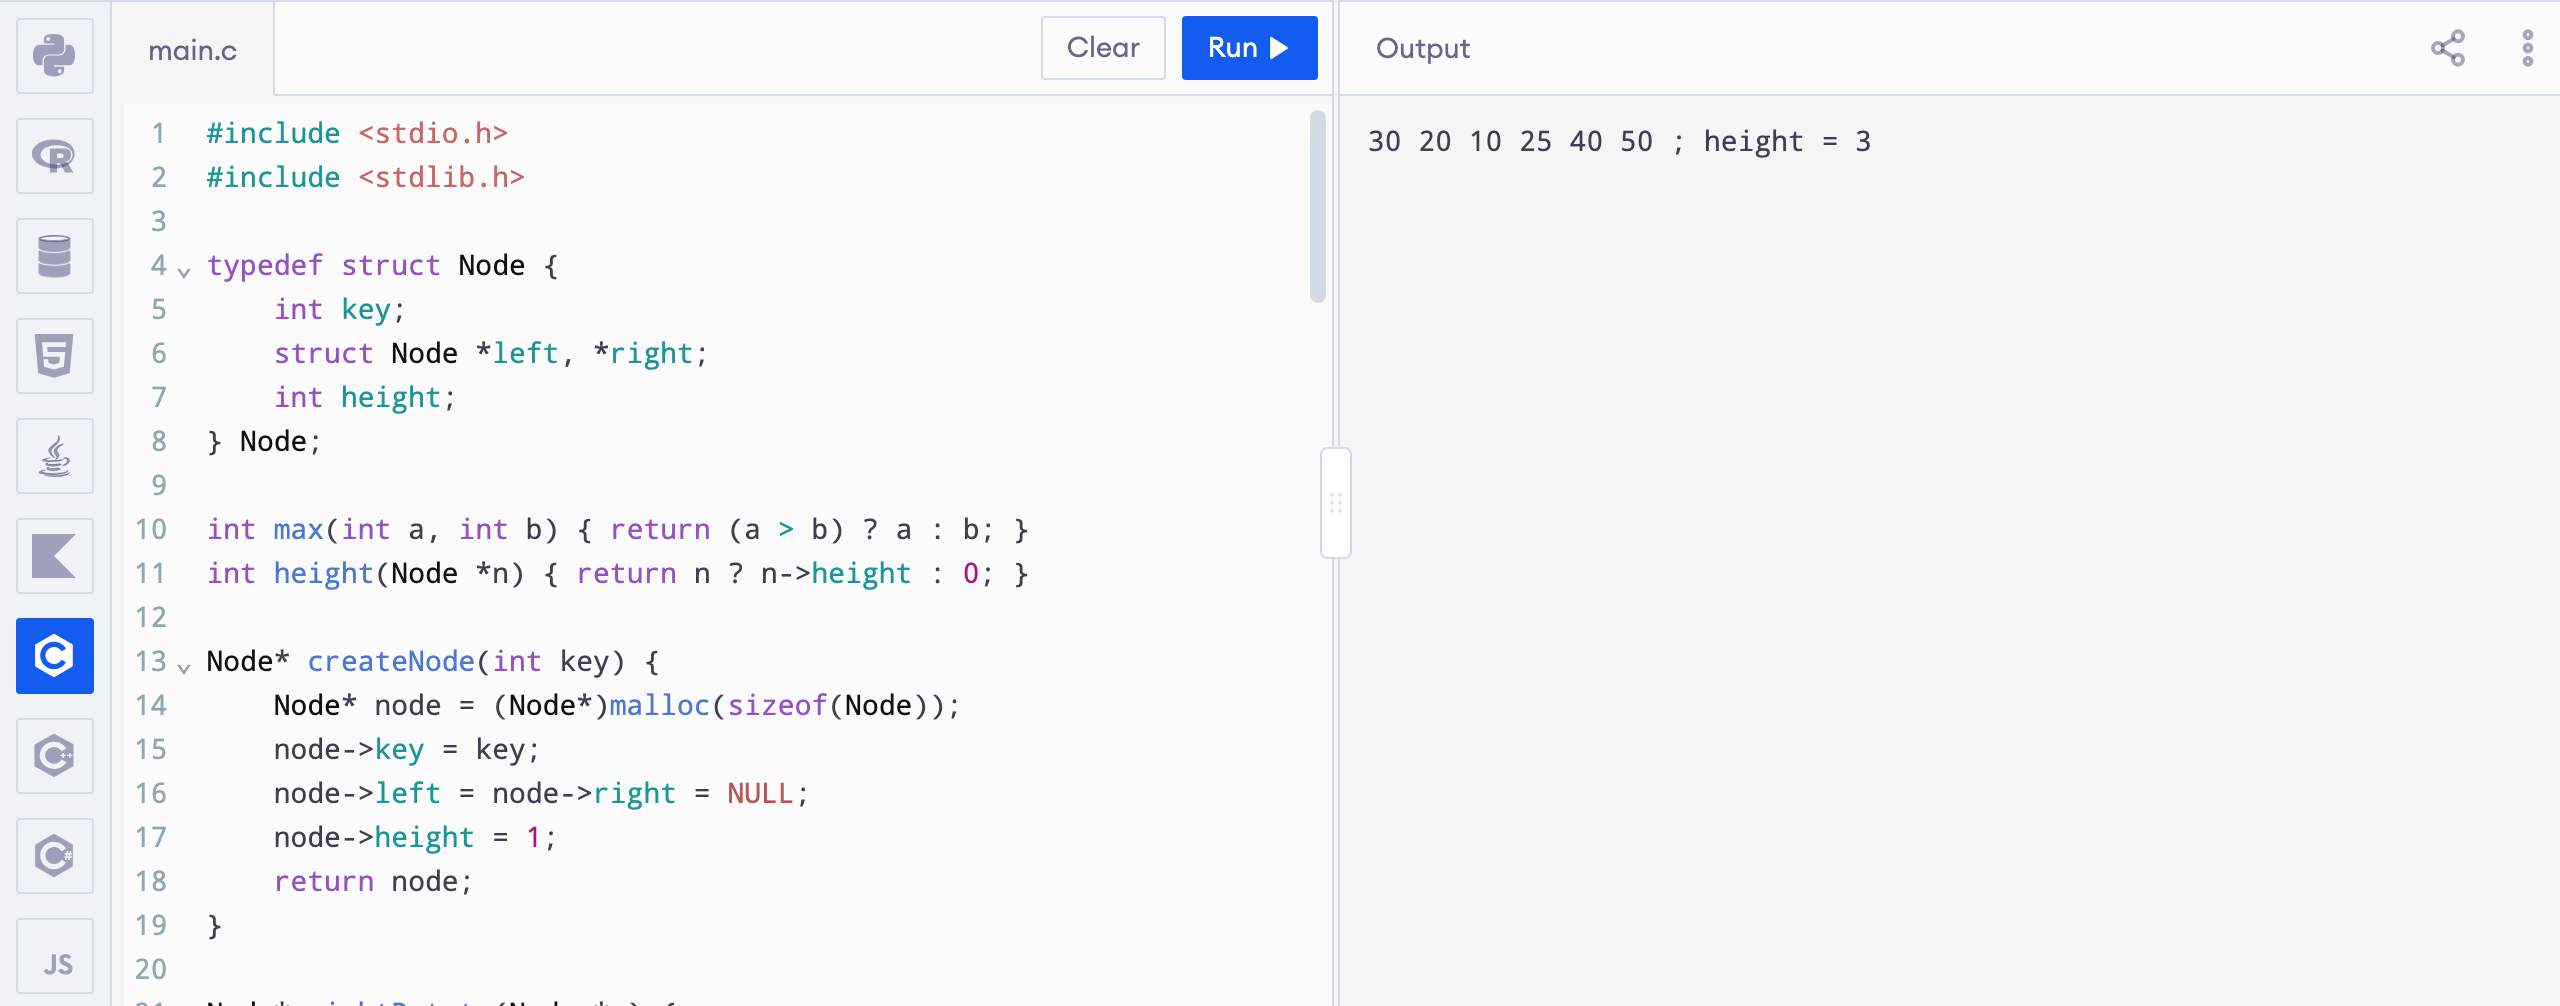 main.c
Clear
Run
Output
1 #include <stdio.h>
2 #include <stdlib.h>
3
4 typedef struct Node {
5     int key;
6     struct Node *left, *right;
7     int height;
8 } Node;
9
10 int max(int a, int b) { return (a > b) ? a : b; }
11 int height(Node *n) { return n ? n->height : 0; }
12
13 Node* createNode(int key) {
14     Node* node = (Node*)malloc(sizeof(Node));
15     node->key = key;
16     node->left = node->right = NULL;
17     node->height = 1;
18     return node;
19 }
20
30 20 10 25 40 50 ; height = 3
R
5
C
C++
C#
JS